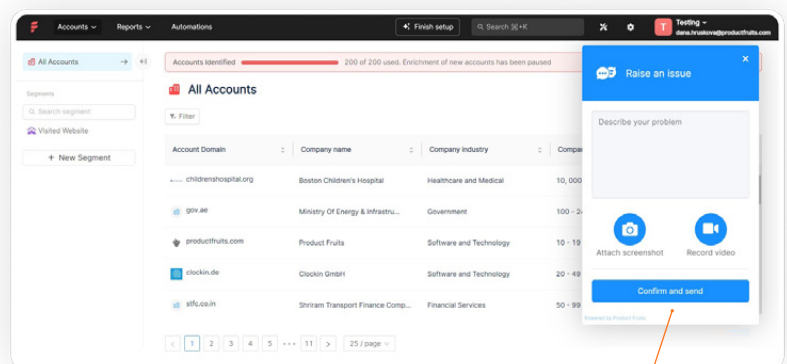 Accounts
Reports
Automations
Finish setup
Search ⌘+K
T
Testing
dana.hruskova@productfruits.com
All Accounts
Segments
Search segment
Visited Website
+ New Segment
Accounts Identified
200 of 200 used. Enrichment of new accounts has been paused
All Accounts
Filter
Account Domain Company name Company industry Compa
childrenshospital.org Boston Children's Hospital Healthcare and Medical 10, 000
gov.ae Ministry Of Energy & Infrastru... Government 100 - 2
productfruits.com Product Fruits Software and Technology 10 - 19
clockin.de Clockin GmbH Software and Technology 20 - 49
stfc.co.in Shriram Transport Finance Comp... Financial Services 50 - 99
< 1 2 3 4 5 ••• 11 > 25 / page
Raise an issue
×
Describe your problem
Attach screenshot Record video
Confirm and send
Powered by Product Fruits